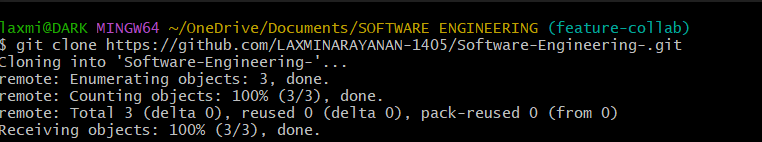 laxmi@DARK MINGW64 ~/OneDrive/Documents/SOFTWARE ENGINEERING (feature-collab)
$ git clone https://github.com/LAXMINARAYANAN-1405/Software-Engineering-.git
Cloning into 'Software-Engineering-'...
remote: Enumerating objects: 3, done.
remote: Counting objects: 100% (3/3), done.
remote: Total 3 (delta 0), reused 0 (delta 0), pack-reused 0 (from 0)
Receiving objects: 100% (3/3), done.